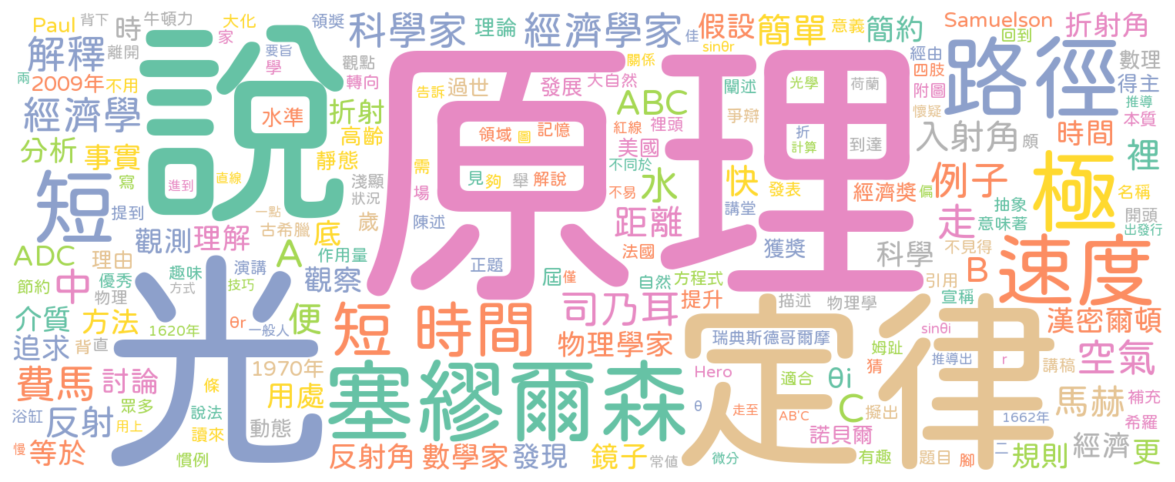 Paul 背下 牛頓力 時 大化 家 領獎 科學家 理論 經濟學家 佳 假設 簡單 意義 簡約 Samuelson 回到 折射角
解釋 離開 要旨 學 觀點 關係 sinθr 經由 數理
兩 2009年 不用 說 轉向 原理 告訴 過世 發展 大自然 闡述 光學 荷蘭 四肢 路徑 得主
經濟學 水準 折射 領域 圖 記憶 ABC 爭辯 附圖 懷疑 推導
分析 事實 高齡 需 紅線 裡頭 折 計算 到達 入射角 頗 時間 本質
短 寫 進到 直線 靜態 淺顯 狀況 場 見 夠 舉 解說 美國 不同於 水 快 發表 經濟獎 偏 例子 極 名稱 裡
提到 一點 歲 陳述 不易 距離 講堂 走 抽象 意味著 開頭 出發行
觀測 理解 古希臘 底 作用量 法國 獲獎 科學 不見得 速度
ADC 理由 A 正題 屆 僅 自然 方程式 引用 B
節約 中 優秀 趣味 演講 觀察 司乃耳 提升 描述 物理學 宣稱
介質 方法 物理 方式 技巧 便 短 時間 物理學家 定律 漢密爾頓
追求 背 直 1620年 光 θr 一般人 瑞典斯德哥爾摩 sinθi
費馬 討論 1970年 用處 塞繆爾森 Hero 姆趾 推導出 r 講稿 空氣
浴缸 反射 眾多 條 說法 適合 猜 θi 馬赫 補充
用上 讀來 動態 θ 走至 AB'C C 擬出 1662年 希羅
慢 等於 慣例 反射角 數學家 發現 鏡子 常值 微分 諾貝爾 有趣 題目 腳 二 規則 經濟 更